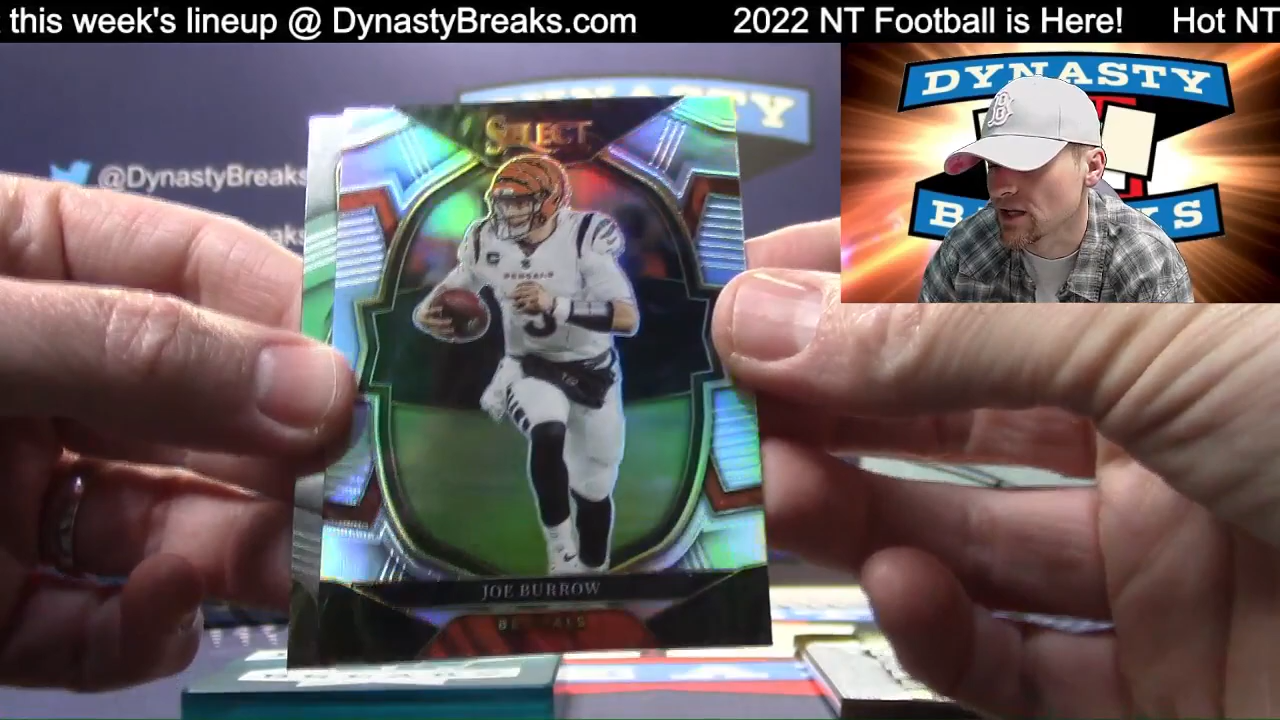 this week's lineup @ DynastyBreaks.com 2022 NT Football is Here! Hot NT
DYNASTY
@DynastyBreaks
SELECT
BENGALS
JOE BURROW
BENGALS
DYNASTY
B